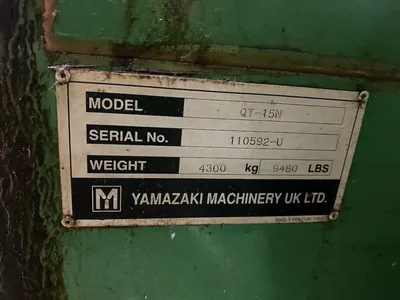 MODEL QT-15N
SERIAL No. 110592-U
WEIGHT 4300 kg 9480 LBS
YAMAZAKI MACHINERY UK LTD.